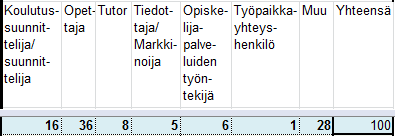 Koulutus- Opet- Tutor Tiedot- Opiske- Työpaikka- Muu Yhteensä
suunnit- taja taja/ lija- yhteys-
telija/ Markki- palve- henkilö
suunnit- noija luiden
telija työn-
tekijä
16 36 8 5 6 1 28 100